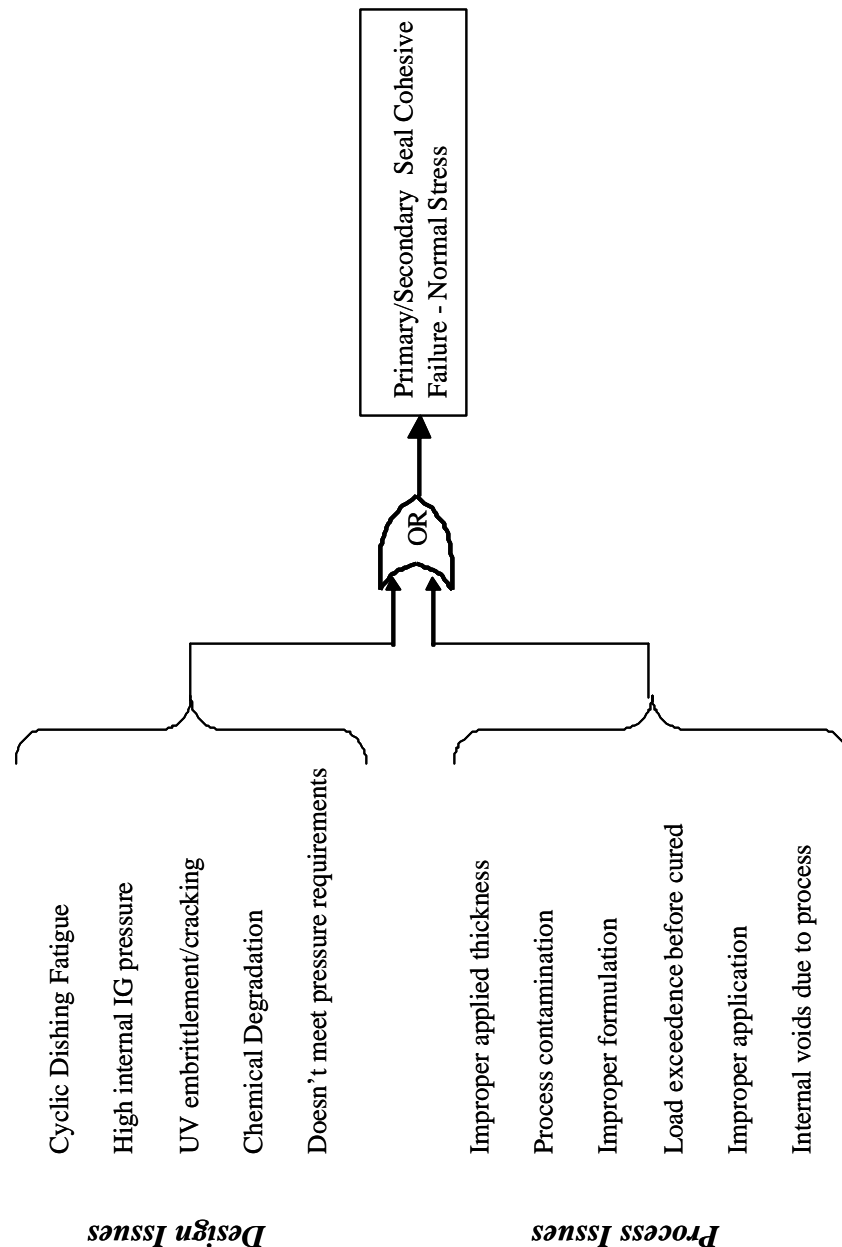 Design Issues
Cyclic Dishing Fatigue
High internal IG pressure
UV embrittlement/cracking
Chemical Degradation
Doesn't meet pressure requirements
Process Issues
Improper applied thickness
Process contamination
Improper formulation
Load exceedence before cured
Improper application
Internal voids due to process
OR
Primary/Secondary Seal Cohesive
Failure - Normal Stress